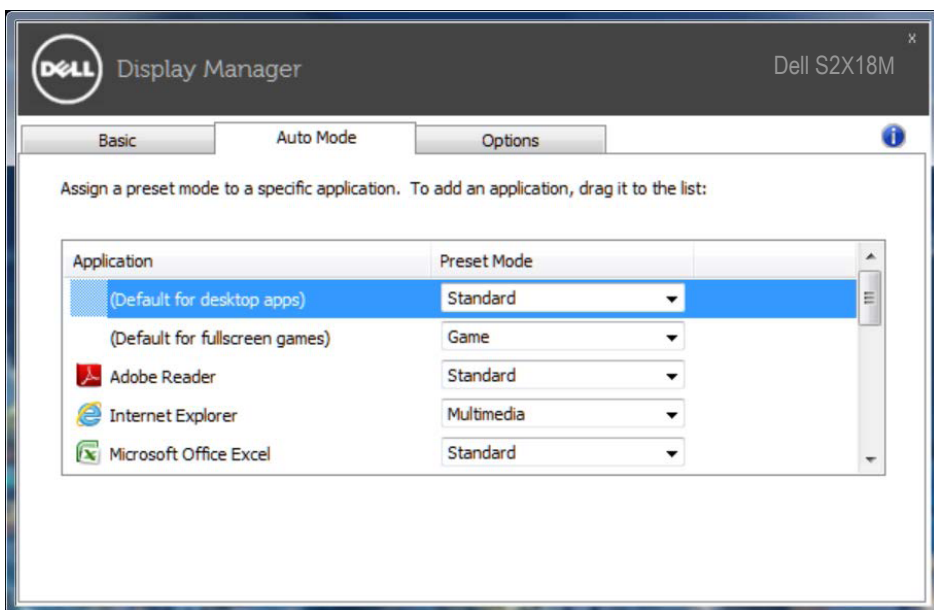 DELL Display Manager Dell S2X18M x
Basic Auto Mode Options i
Assign a preset mode to a specific application. To add an application, drag it to the list:
Application Preset Mode
(Default for desktop apps) Standard
(Default for fullscreen games) Game
Adobe Reader Standard
Internet Explorer Multimedia
Microsoft Office Excel Standard